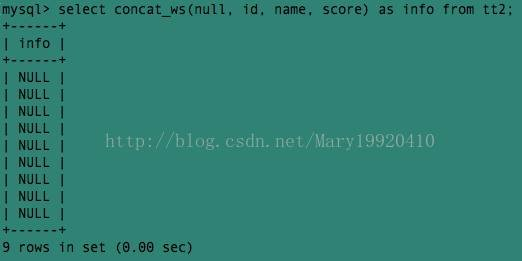 mysql> select concat_ws(null, id, name, score) as info from tt2;
+------+
| info |
+------+
| NULL |
| NULL |
| NULL |
| NULL |
| NULL |
| NULL |
| NULL |
| NULL |
| NULL |
+------+
9 rows in set (0.00 sec)
http://blog.csdn.net/Mary19920410